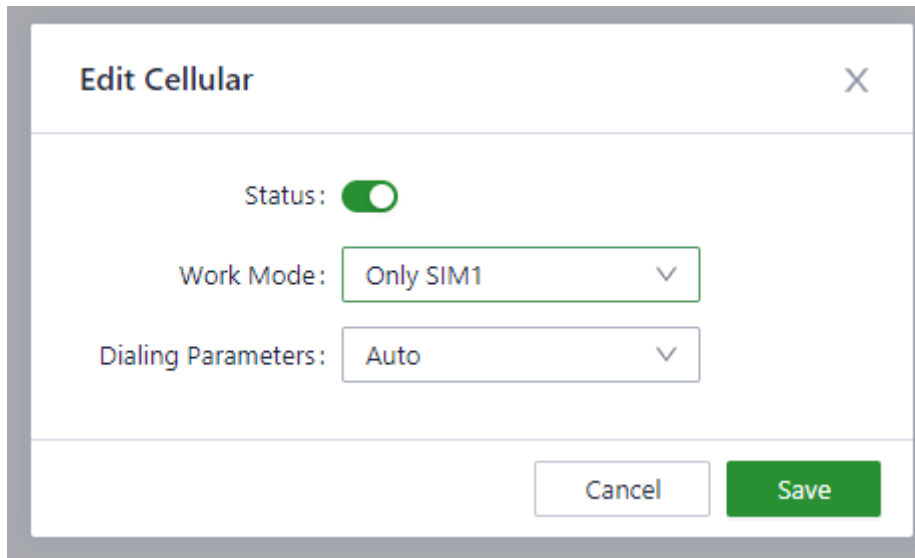 Edit Cellular X
Status:
Work Mode: Only SIM1
Dialing Parameters: Auto
Cancel Save